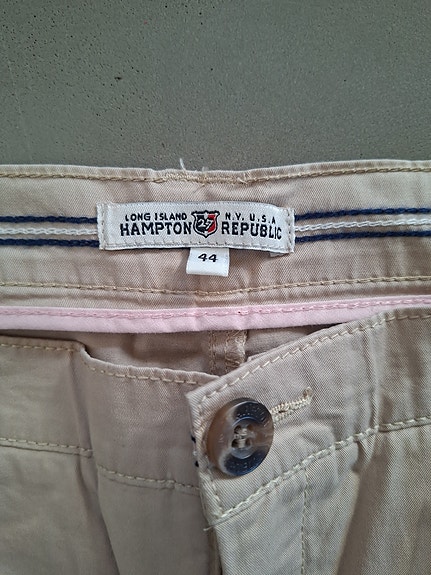 LONG ISLAND N.Y. U.S.A
HAMPTON 27 REPUBLIC
44